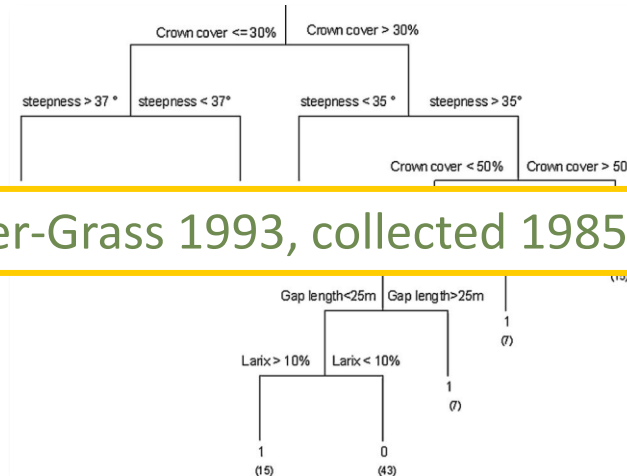 Crown cover <= 30% Crown cover > 30%
steepness > 37 ° steepness < 37° steepness < 35 ° steepness > 35°
Crown cover < 50% Crown cover > 50
er-Grass 1993, collected 1985
Gap length<25m Gap length>25m
1
(7)
Larix > 10% Larix < 10%
1
(7)
1 0
(15) (43)